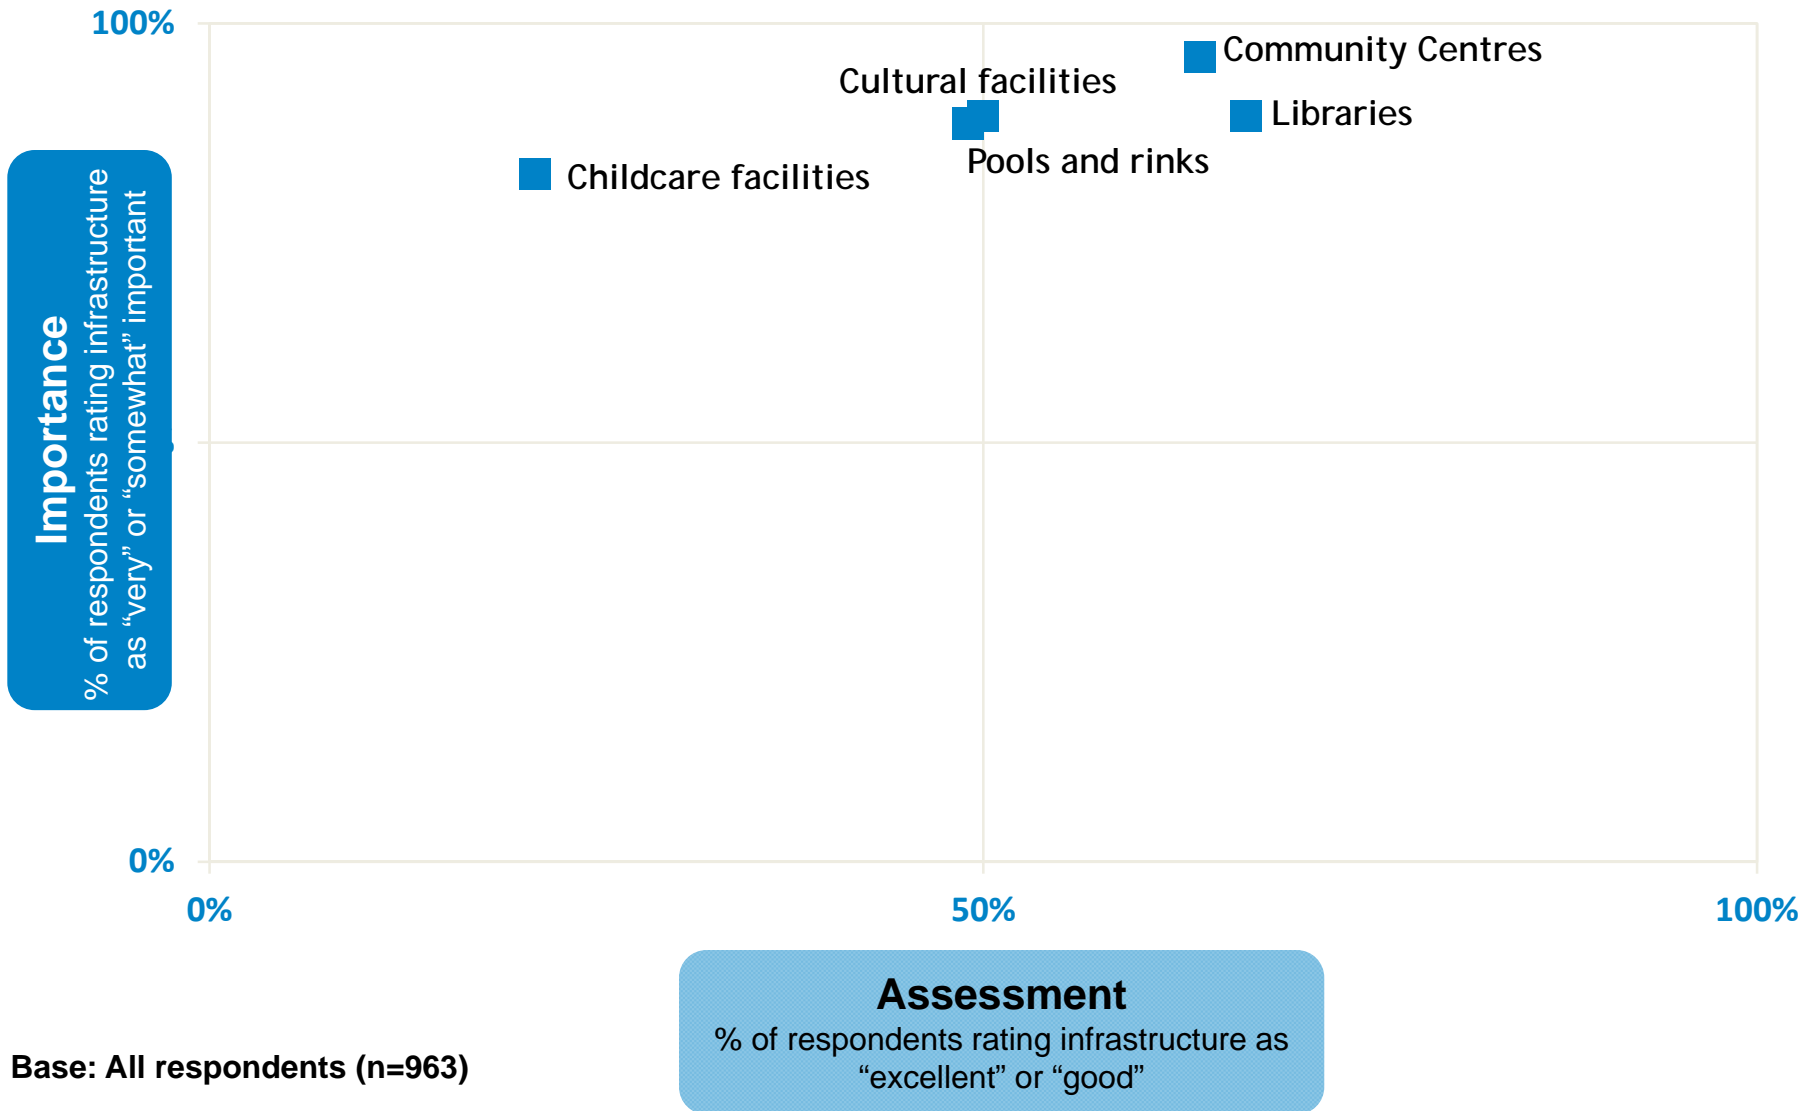 100%
Community Centres
Cultural facilities
Libraries
Pools and rinks
Childcare facilities
Importance
% of respondents rating infrastructure
as “very” or “somewhat” important
0%
0%
50%
100%
Assessment
% of respondents rating infrastructure as
“excellent” or “good”
Base: All respondents (n=963)